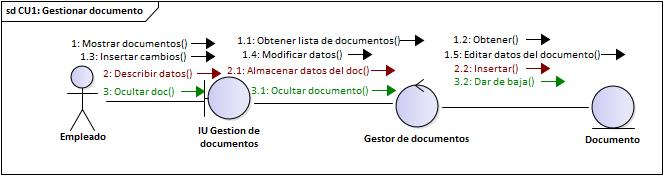 sd CU1: Gestionar documento
1: Mostrar documentos()
1.3: Insertar cambios()
2: Describir datos()
3: Ocultar doc()
1.1: Obtener lista de documentos()
1.4: Modificar datos()
2.1: Almacenar datos del doc()
3.1: Ocultar documento()
1.2: Obtener()
1.5: Editar datos del documento()
2.2: Insertar()
3.2: Dar de baja()
Empleado
IU Gestion de
documentos
Gestor de documentos
Documento